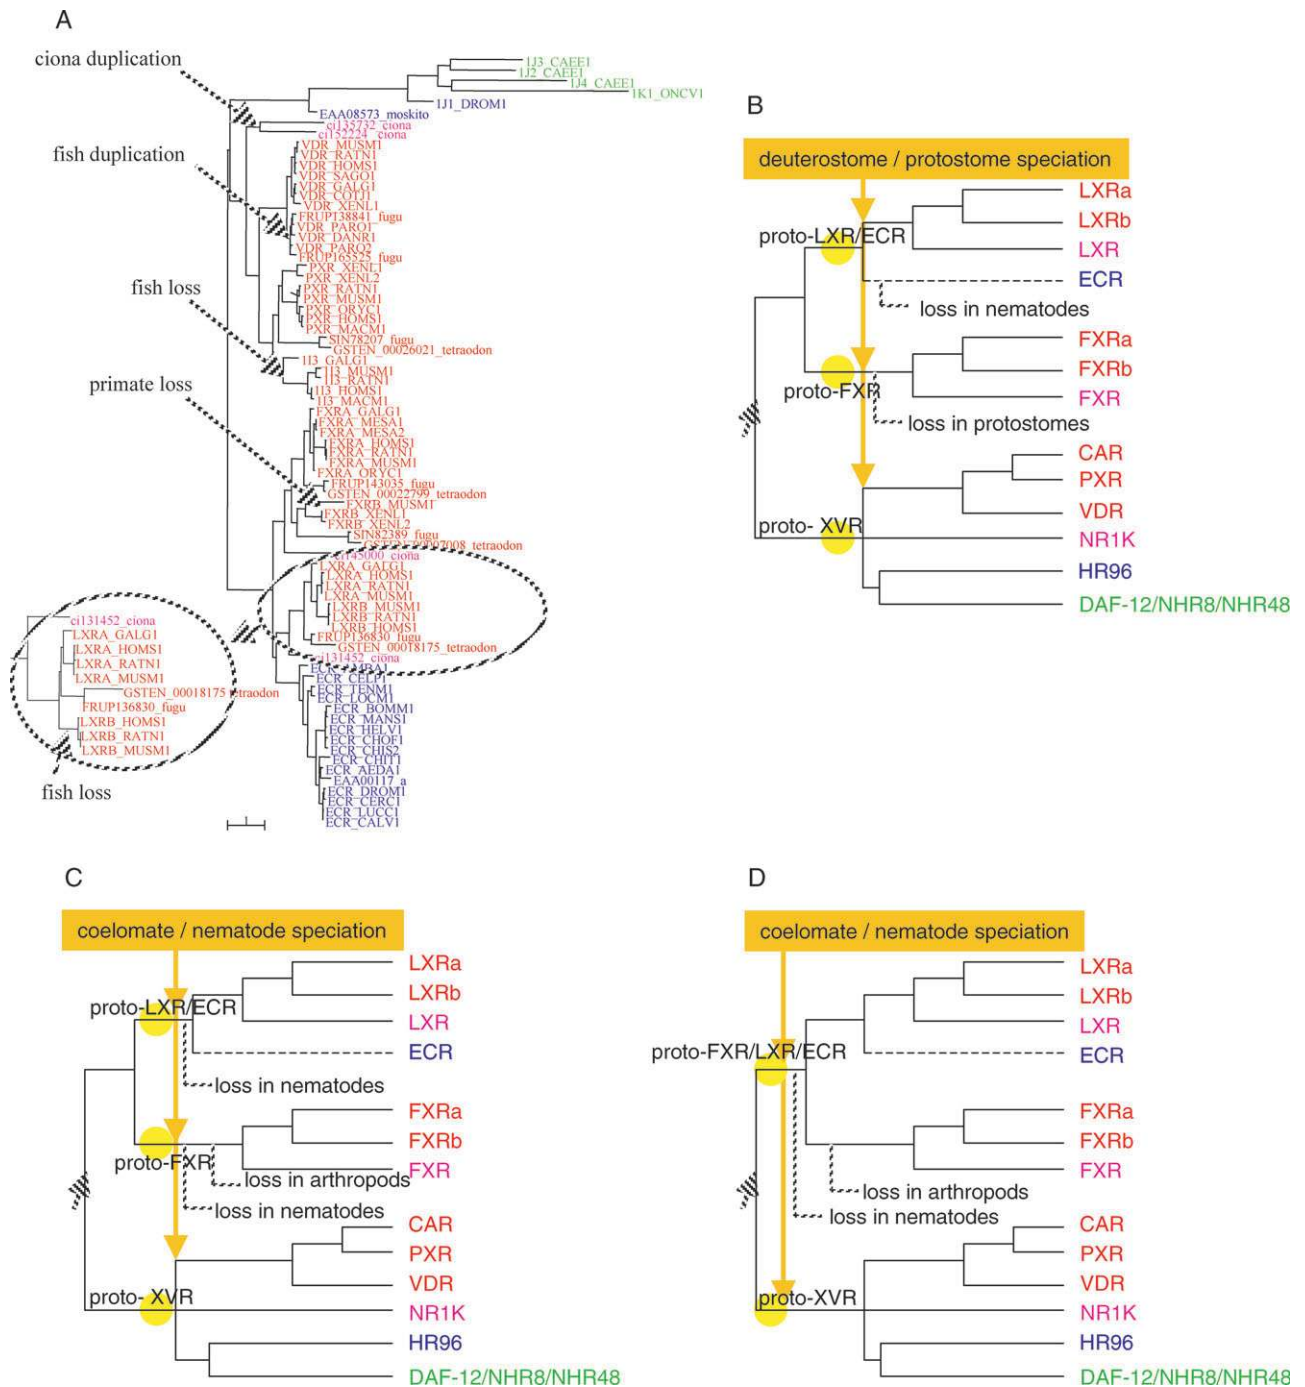 A
ciona duplication
fish duplication
fish loss
primate loss
1J3_CAEE1
1J2_CAEE1
1J4_CAEE1
1K1_ONCV1
1J1_DROM1
EAA08573_moskito
ci135732_ciona
ci152224_ciona
VDR_MUSM1
VDR_RATN1
VDR_HOMS1
VDR_SAGO1
VDR_GALG1
VDR_COTJ1
VDR_XENL1
FRUP138841_fugu
VDR_PARO1
VDR_DANR1
VDR_PARO2
FRUP165525_fugu
PXR_XENL1
PXR_XENL2
PXR_RATN1
PXR_MUSM1
PXR_ORYC1
PXR_HOMS1
PXR_MACM1
SIN78207_fugu
GSTEN_00026021_tetraodon
1I3_GALG1
1I3_MUSM1
1I3_RATN1
1I3_HOMS1
1I3_MACM1
FXRA_GALG1
FXRA_MESA1
FXRA_MESA2
FXRA_HOMS1
FXRA_RATN1
FXRA_MUSM1
FXRA_ORYC1
FRUP143035_fugu
GSTEN_00022799_tetraodon
FXRB_MUSM1
FXRB_XENL1
FXRB_XENL2
SIN82389_fugu
ci145000_ciona
LXRA_GALG1
LXRA_HOMS1
LXRA_RATN1
LXRA_MUSM1
LXRB_MUSM1
LXRB_RATN1
LXRB_HOMS1
FRUP136830_fugu
GSTEN_00018175_tetraodon
ci131452_ciona
ECR_CELP1
ECR_TENM1
ECR_LOCM1
ECR_BOMM1
ECR_MANS1
ECR_HELV1
ECR_CHOF1
ECR_CHIS2
ECR_CHIT1
ECR_AEDA1
EAA00117_a
ECR_DROM1
ECR_CERC1
ECR_LUCC1
ECR_CALV1
ci131452_ciona
LXRA_GALG1
LXRA_HOMS1
LXRA_RATN1
LXRA_MUSM1
GSTEN_00018175_tetraodon
FRUP136830_fugu
LXRB_HOMS1
LXRB_RATN1
LXRB_MUSM1
fish loss
B
deuterostome / protostome speciation
LXRa
LXRb
proto-LXR/ECR
LXR
ECR
loss in nematodes
FXRa
FXRb
proto-FXR
FXR
loss in protostomes
CAR
PXR
VDR
proto- XVR
NR1K
HR96
DAF-12/NHR8/NHR48
C
coelomate / nematode speciation
LXRa
LXRb
proto-LXR/ECR
LXR
ECR
loss in nematodes
FXRa
FXRb
proto-FXR
FXR
loss in arthropods
loss in nematodes
CAR
PXR
VDR
proto- XVR
NR1K
HR96
DAF-12/NHR8/NHR48
D
coelomate / nematode speciation
LXRa
LXRb
LXR
proto-FXR/LXR/ECR
ECR
FXRa
FXRb
FXR
loss in arthropods
loss in nematodes
CAR
PXR
VDR
proto-XVR
NR1K
HR96
DAF-12/NHR8/NHR48